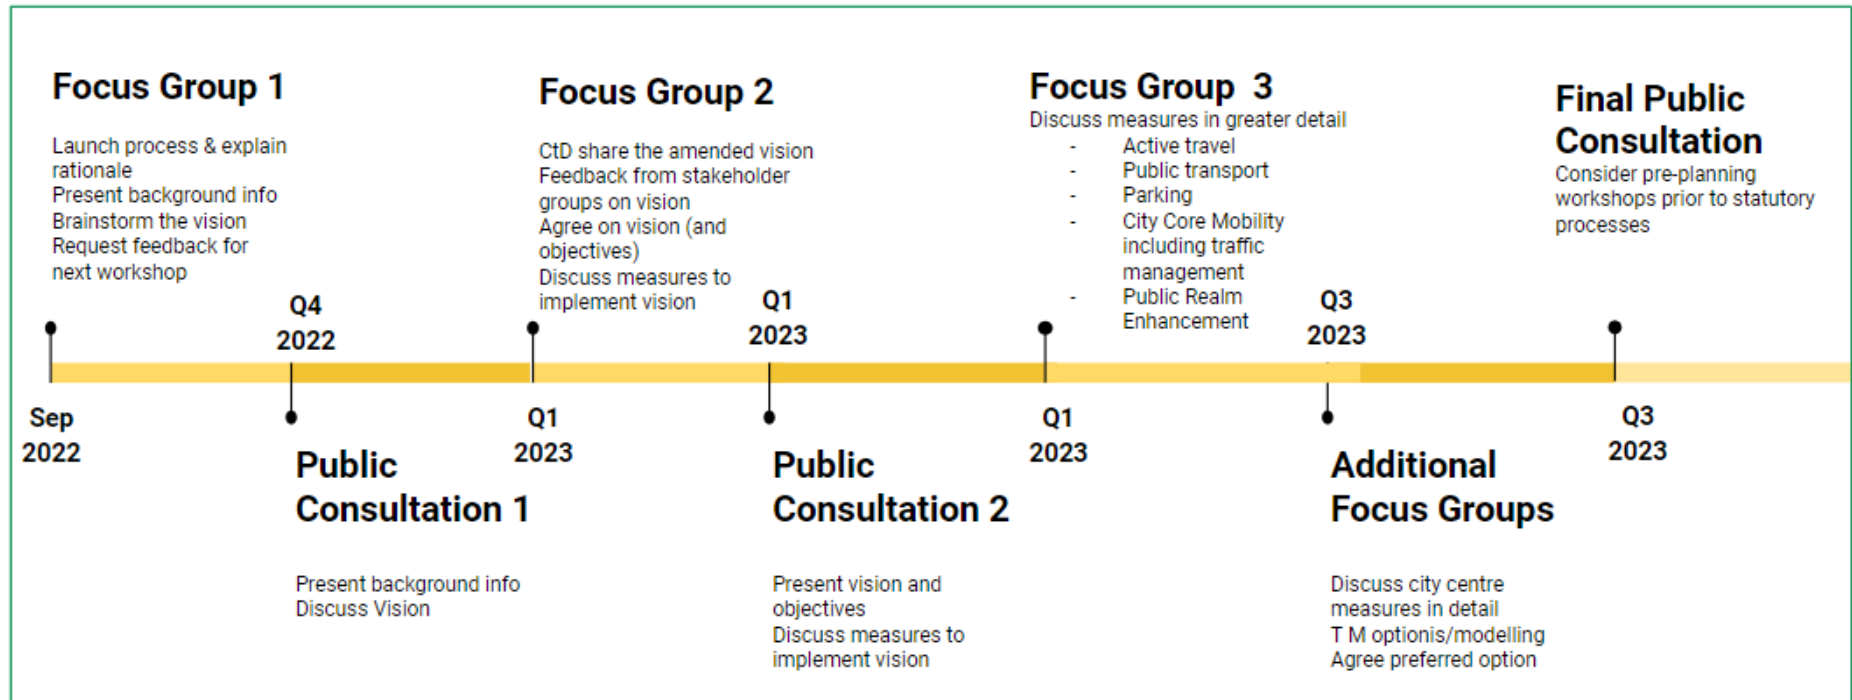 Focus Group 1
Launch process & explain
rationale
Present background info
Brainstorm the vision
Request feedback for
next workshop
Sep
2022
Q4
2022
Public
Consultation 1
Present background info
Discuss Vision
Focus Group 2
CtD share the amended vision
Feedback from stakeholder
groups on vision
Agree on vision (and
objectives)
Discuss measures to
implement vision
Q1
2023
Q1
2023
Public
Consultation 2
Present vision and
objectives
Discuss measures to
implement vision
Focus Group 3
Discuss measures in greater detail
- Active travel
- Public transport
- Parking
- City Core Mobility
including traffic
management
- Public Realm
Enhancement
Q1
2023
Q3
2023
Additional
Focus Groups
Discuss city centre
measures in detail
T M optionis/modelling
Agree preferred option
Final Public
Consultation
Consider pre-planning
workshops prior to statutory
processes
Q3
2023